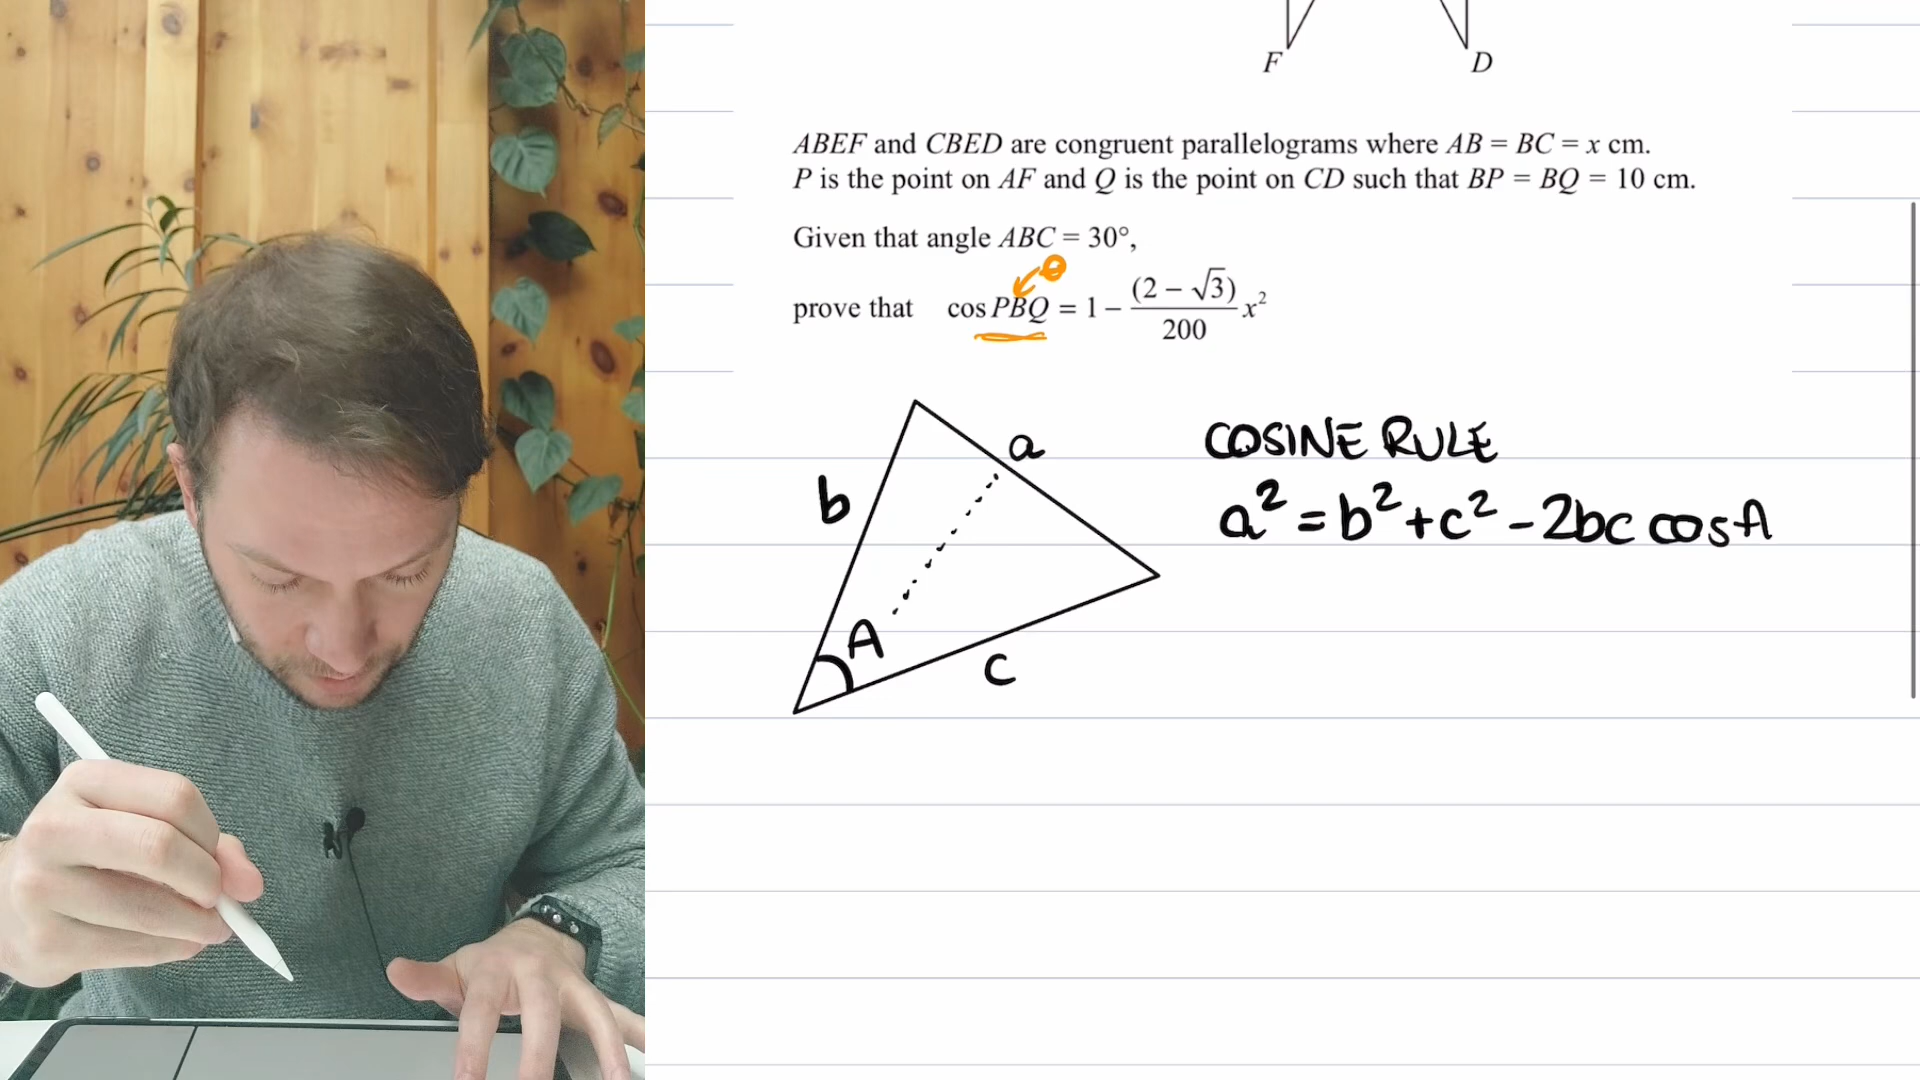 F D
ABEF and CBED are congruent parallelograms where AB = BC = x cm.
P is the point on AF and Q is the point on CD such that BP = BQ = 10 cm.
Given that angle ABC = 30°,
prove that cos PBQ = 1 − (2 − √3)/200 x²
a
b
A
c
COSINE RULE
a² = b² + c² - 2bc cosA